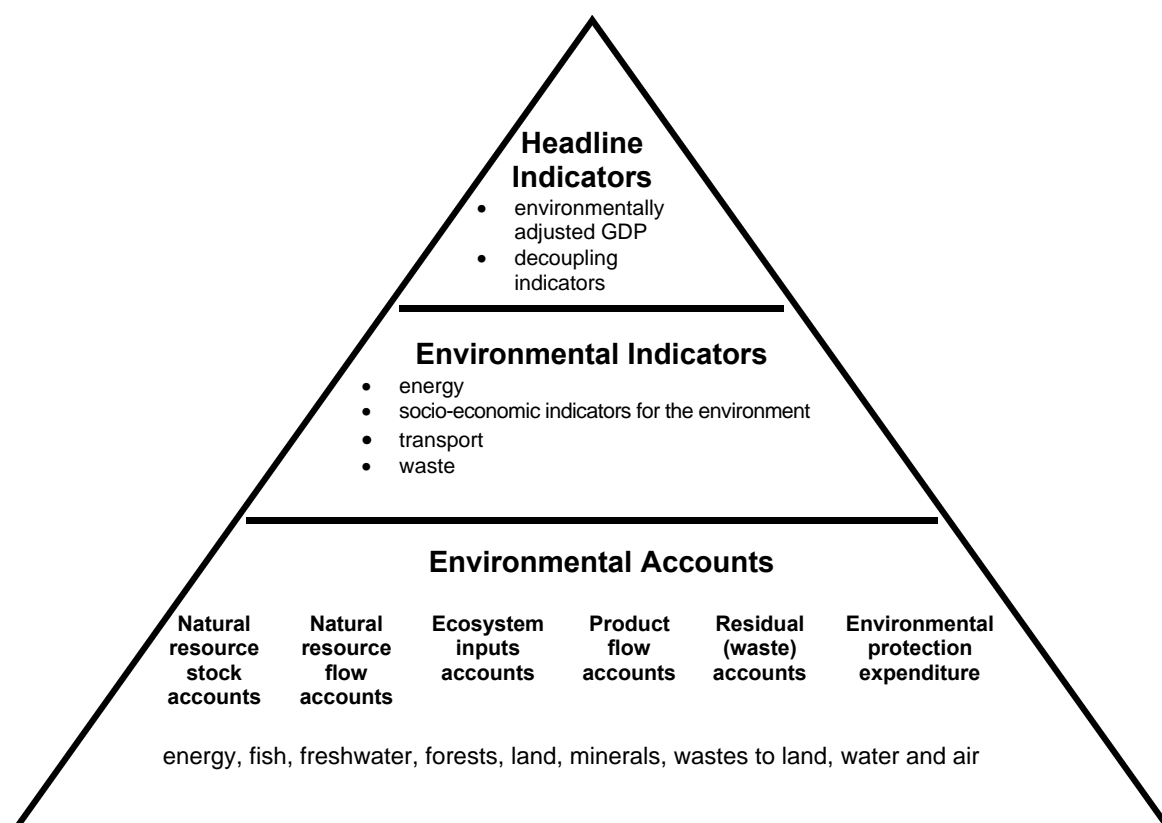 Headline
Indicators
• environmentally
adjusted GDP
• decoupling
indicators
Environmental Indicators
• energy
• socio-economic indicators for the environment
• transport
• waste
Environmental Accounts
Natural
resource
stock
accounts
Natural
resource
flow
accounts
Ecosystem
inputs
accounts
Product
flow
accounts
Residual
(waste)
accounts
Environmental
protection
expenditure
energy, fish, freshwater, forests, land, minerals, wastes to land, water and air